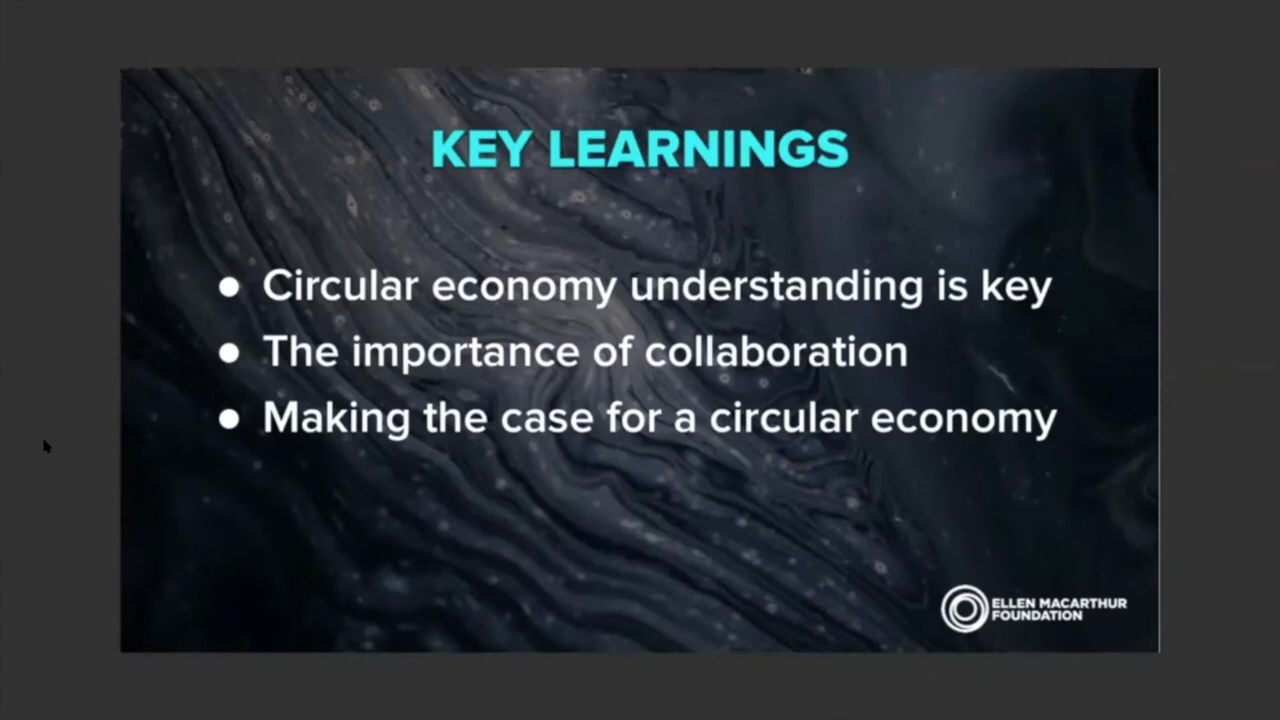 KEY LEARNINGS
Circular economy understanding is key
The importance of collaboration
Making the case for a circular economy
ELLEN MACARTHUR
FOUNDATION